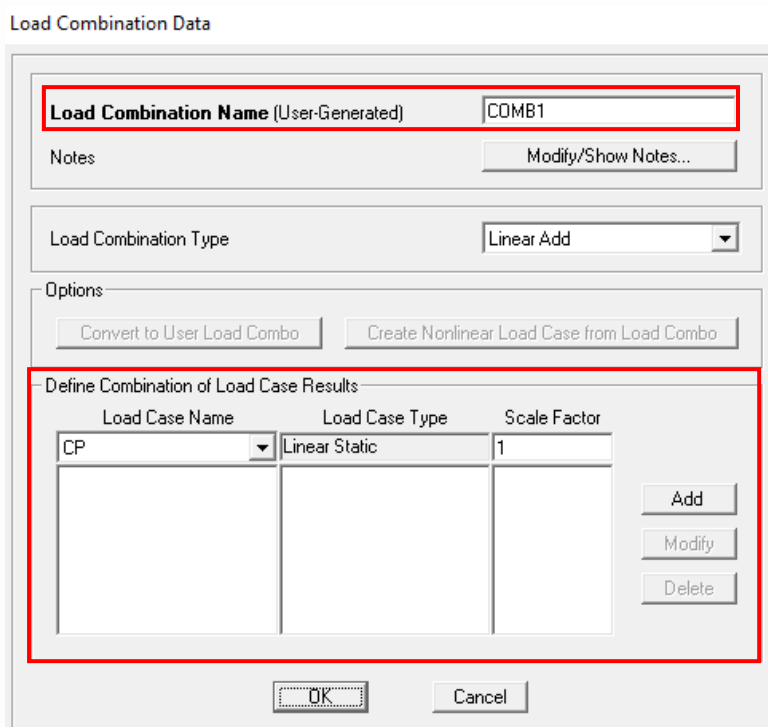 Load Combination Data
Load Combination Name (User-Generated) COMB1
Notes Modify/Show Notes...
Load Combination Type Linear Add
Options
Convert to User Load Combo Create Nonlinear Load Case from Load Combo
Define Combination of Load Case Results
Load Case Name Load Case Type Scale Factor
CP Linear Static 1
Add
Modify
Delete
OK Cancel